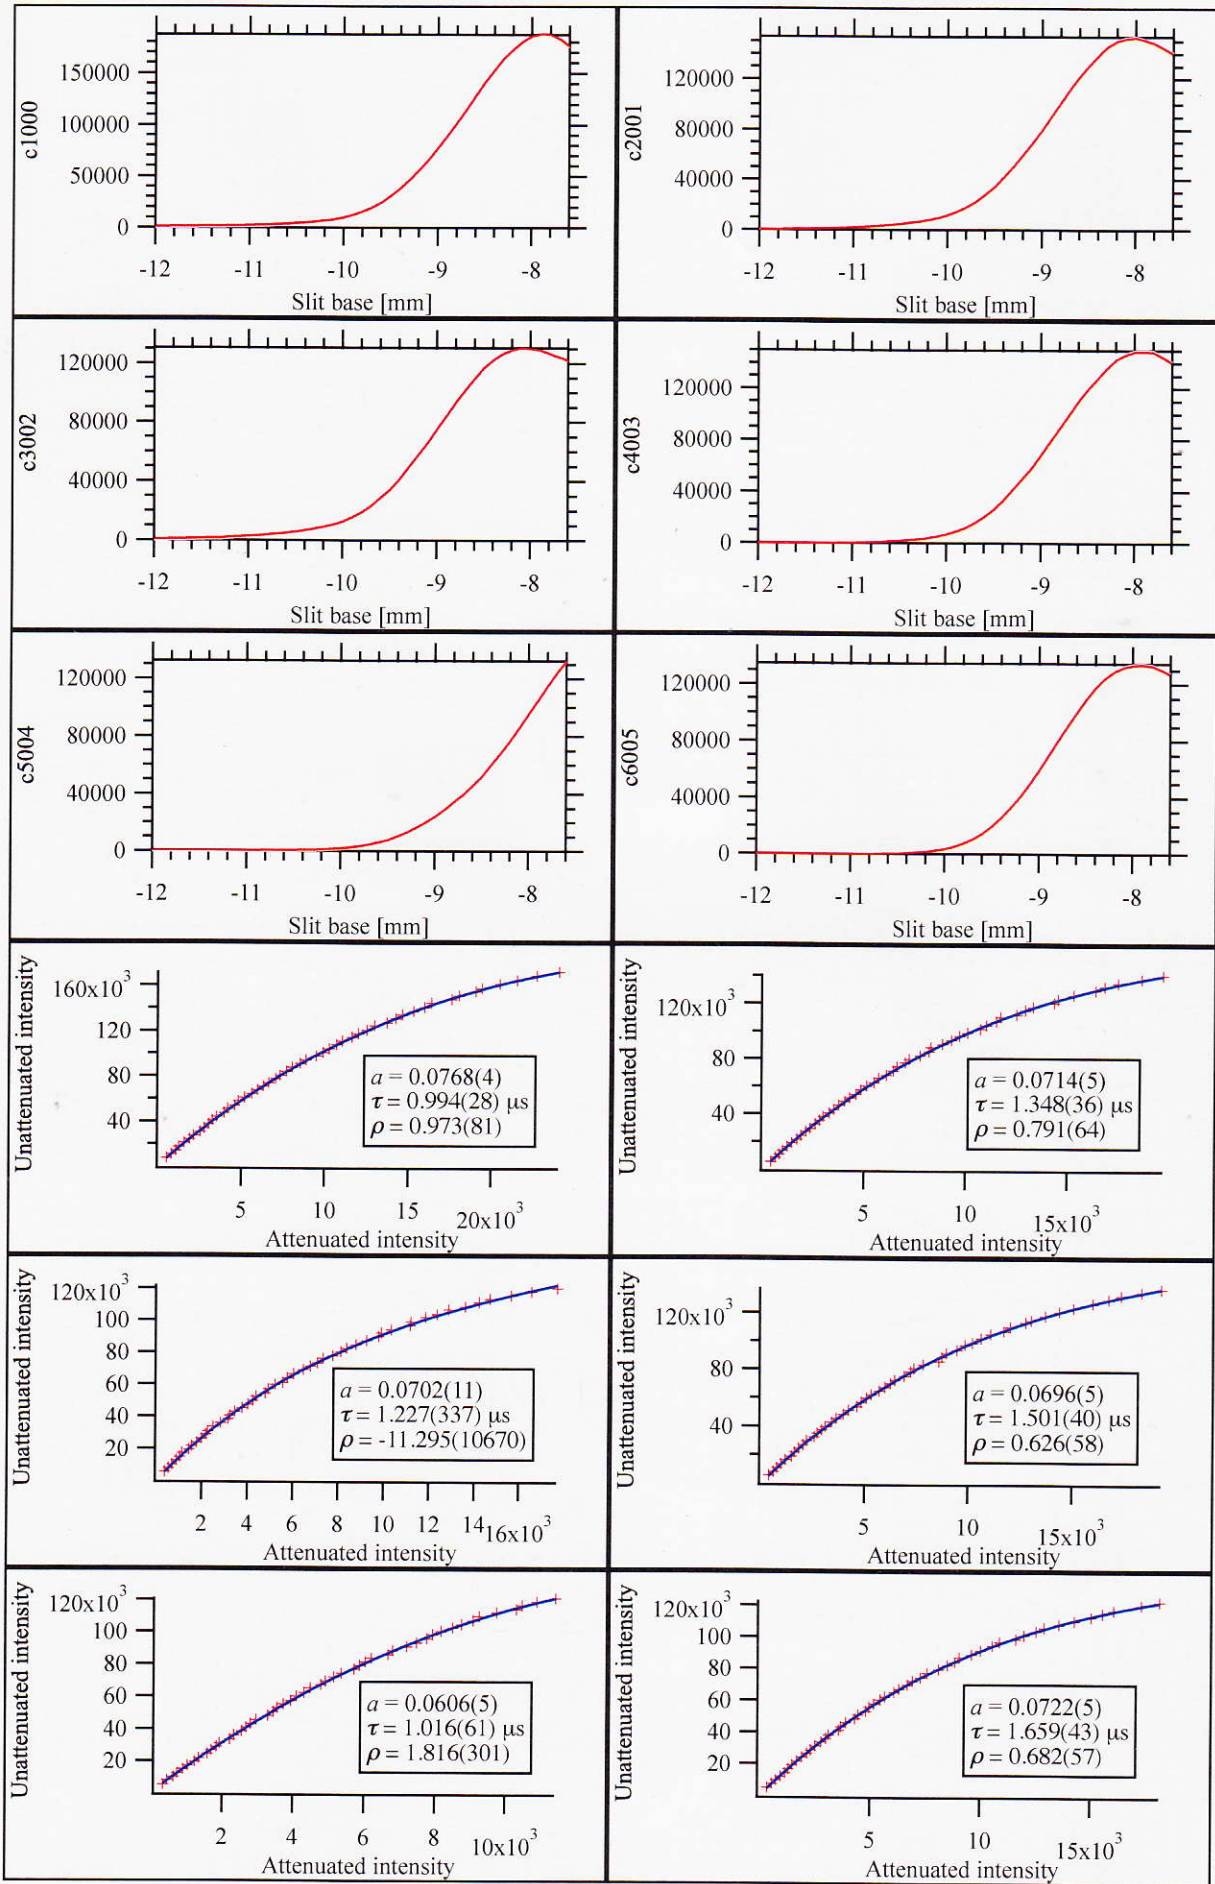 c1000
150000
100000
50000
0
-12 -11 -10 -9 -8
Slit base [mm]
c2001
120000
80000
40000
0
-12 -11 -10 -9 -8
Slit base [mm]
c3002
120000
80000
40000
0
-12 -11 -10 -9 -8
Slit base [mm]
c4003
120000
80000
40000
0
-12 -11 -10 -9 -8
Slit base [mm]
c5004
120000
80000
40000
0
-12 -11 -10 -9 -8
Slit base [mm]
c6005
120000
80000
40000
0
-12 -11 -10 -9 -8
Slit base [mm]
Unattenuated intensity
160x10³
120
80
40
a = 0.0768(4)
τ = 0.994(28) μs
ρ = 0.973(81)
5 10 15 20x10³
Attenuated intensity
Unattenuated intensity
120x10³
80
40
a = 0.0714(5)
τ = 1.348(36) μs
ρ = 0.791(64)
5 10 15x10³
Attenuated intensity
Unattenuated intensity
120x10³
100
80
60
40
20
a = 0.0702(11)
τ = 1.227(337) μs
ρ = -11.295(10670)
2 4 6 8 10 12 14 16x10³
Attenuated intensity
Unattenuated intensity
120x10³
80
40
a = 0.0696(5)
τ = 1.501(40) μs
ρ = 0.626(58)
5 10 15x10³
Attenuated intensity
Unattenuated intensity
120x10³
100
80
60
40
20
a = 0.0606(5)
τ = 1.016(61) μs
ρ = 1.816(301)
2 4 6 8 10x10³
Attenuated intensity
Unattenuated intensity
120x10³
100
80
60
40
20
a = 0.0722(5)
τ = 1.659(43) μs
ρ = 0.682(57)
5 10 15x10³
Attenuated intensity